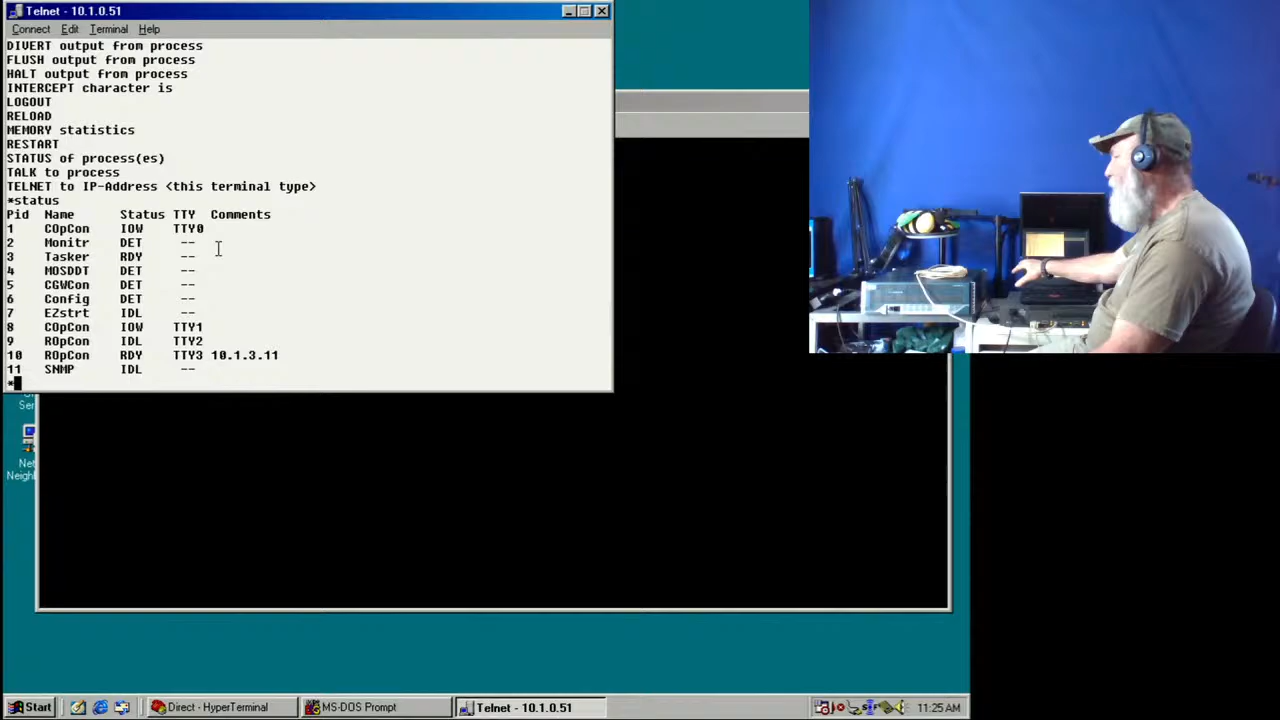 Telnet - 10.1.0.51
Connect Edit Terminal Help
DIVERT output from process
FLUSH output from process
HALT output from process
INTERCEPT character is
LOGOUT
RELOAD
MEMORY statistics
RESTART
STATUS of process(es)
TALK to process
TELNET to IP-Address <this terminal type>
*status
Pid Name Status TTY Comments
1 COpCon IOW TTY0
2 Monitr DET --
3 Tasker RDY --
4 MOSDDT DET --
5 CGWCon DET --
6 Config DET --
7 EZstrt IDL --
8 COpCon IOW TTY1
9 ROpCon IDL TTY2
10 ROpCon RDY TTY3 10.1.3.11
11 SNMP IDL --
*
Ser
Net
Neighb
Start Direct - HyperTerminal MS-DOS Prompt Telnet - 10.1.0.51 11:25 AM